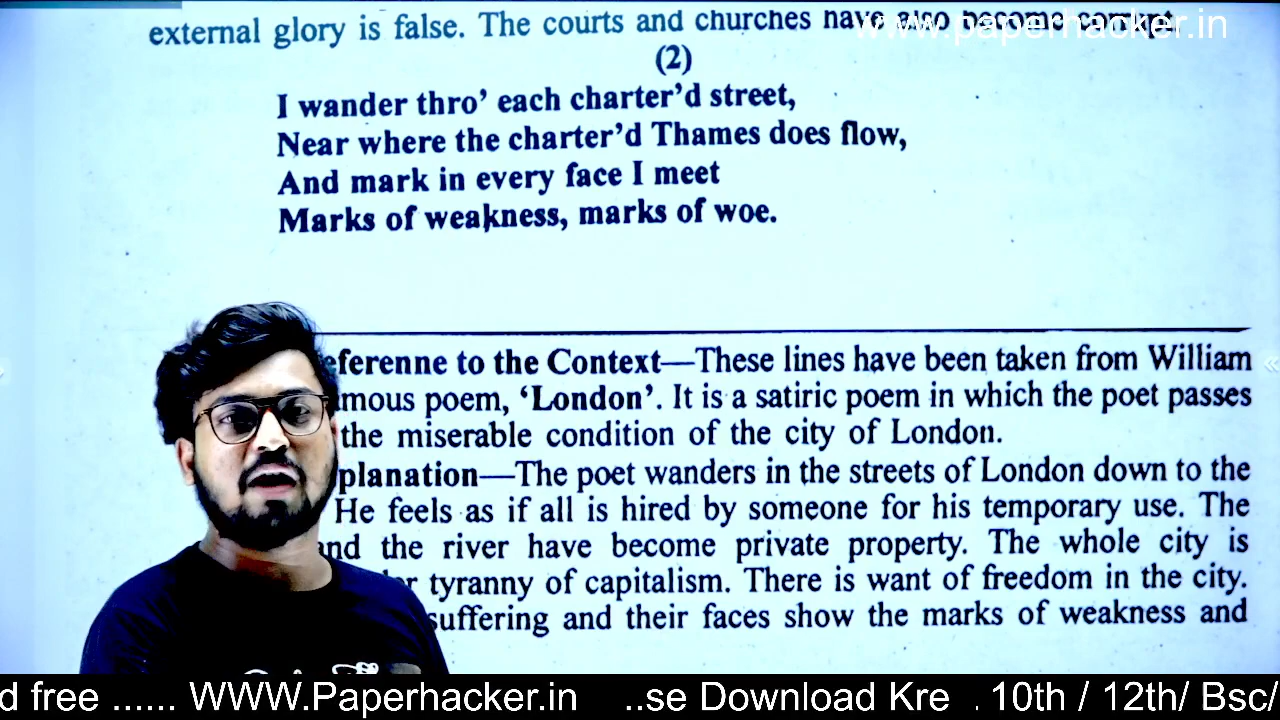 www.paperhacker.in
external glory is false. The courts and churches have also become corrupt.
(2)
I wander thro’ each charter’d street,
Near where the charter’d Thames does flow,
And mark in every face I meet
Marks of weakness, marks of woe.
eferenne to the Context—These lines have been taken from William
mous poem, ‘London’. It is a satiric poem in which the poet passes
the miserable condition of the city of London.
planation—The poet wanders in the streets of London down to the
He feels as if all is hired by someone for his temporary use. The
and the river have become private property. The whole city is
tyranny of capitalism. There is want of freedom in the city.
suffering and their faces show the marks of weakness and
d free ...... WWW.Paperhacker.in ..se Download Kre . 10th / 12th/ Bsc/